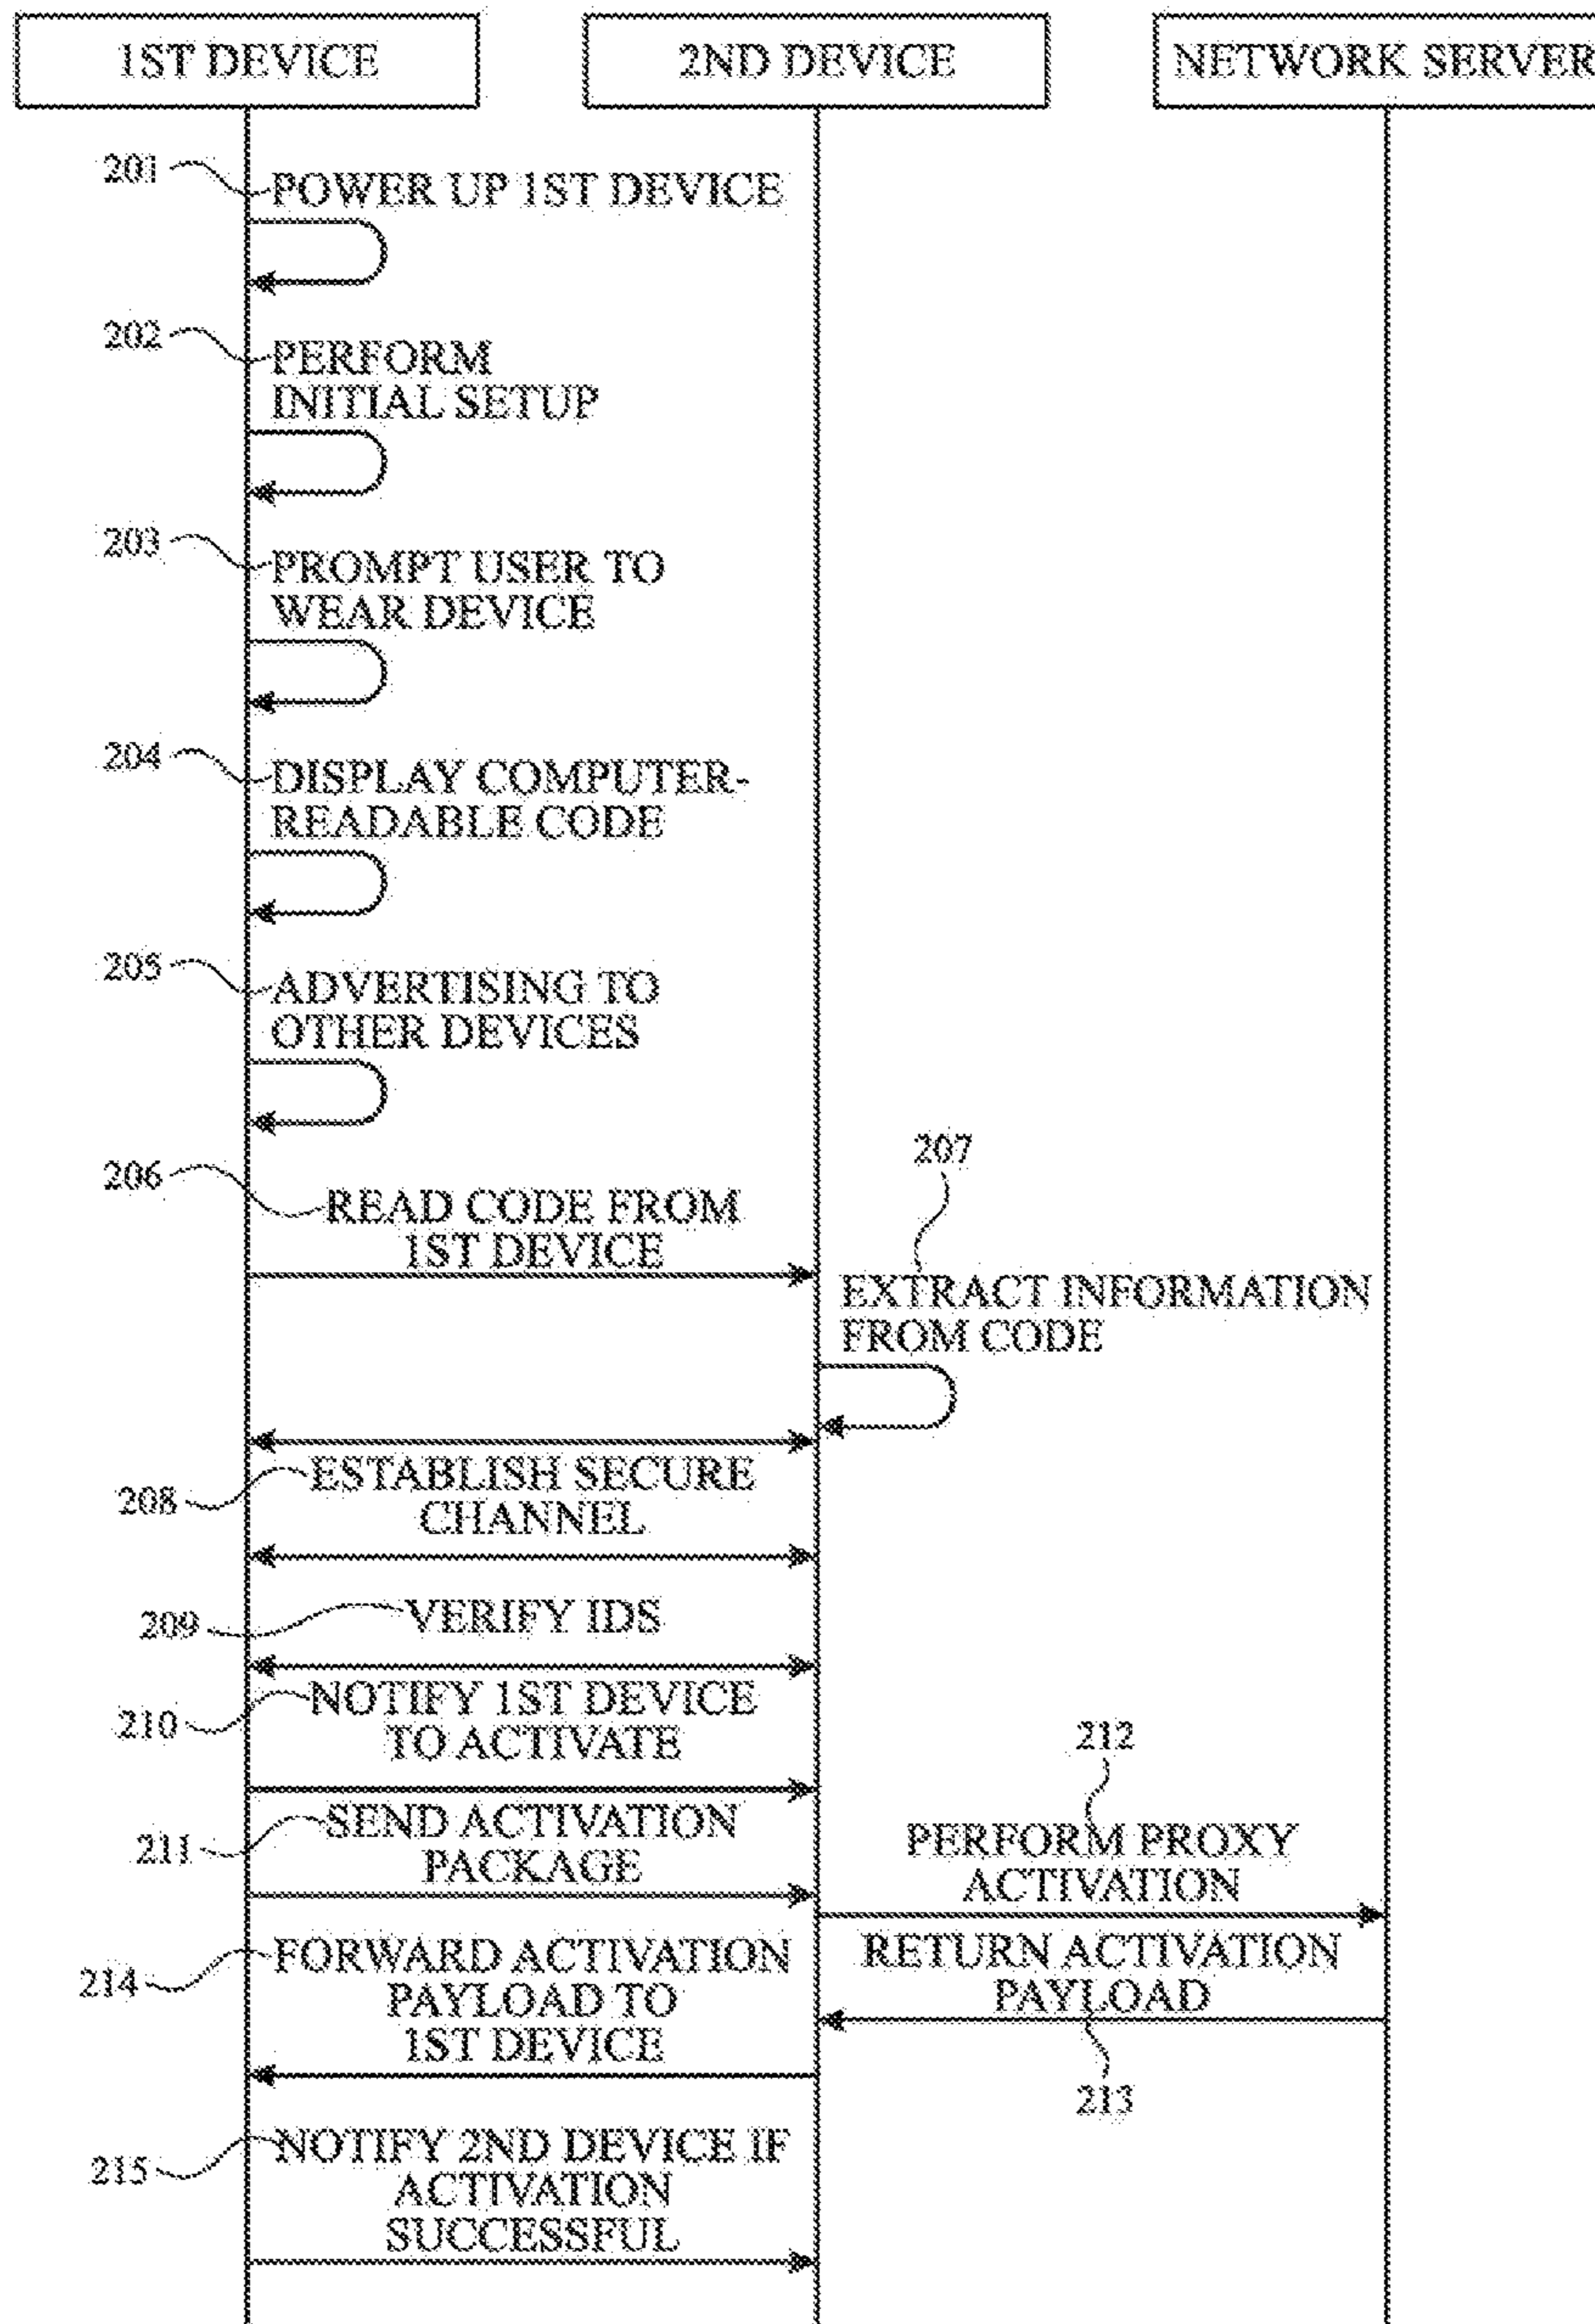 1ST DEVICE
2ND DEVICE
NETWORK SERVER
201
POWER UP 1ST DEVICE
202
PERFORM
INITIAL SETUP
203
PROMPT USER TO
WEAR DEVICE
204
DISPLAY COMPUTER-
READABLE CODE
205
ADVERTISING TO
OTHER DEVICES
206
READ CODE FROM
1ST DEVICE
207
EXTRACT INFORMATION
FROM CODE
208
ESTABLISH SECURE
CHANNEL
209
VERIFY IDS
210
NOTIFY 1ST DEVICE
TO ACTIVATE
211
SEND ACTIVATION
PACKAGE
212
PERFORM PROXY
ACTIVATION
RETURN ACTIVATION
PAYLOAD
213
214
FORWARD ACTIVATION
PAYLOAD TO
1ST DEVICE
215
NOTIFY 2ND DEVICE IF
ACTIVATION
SUCCESSFUL